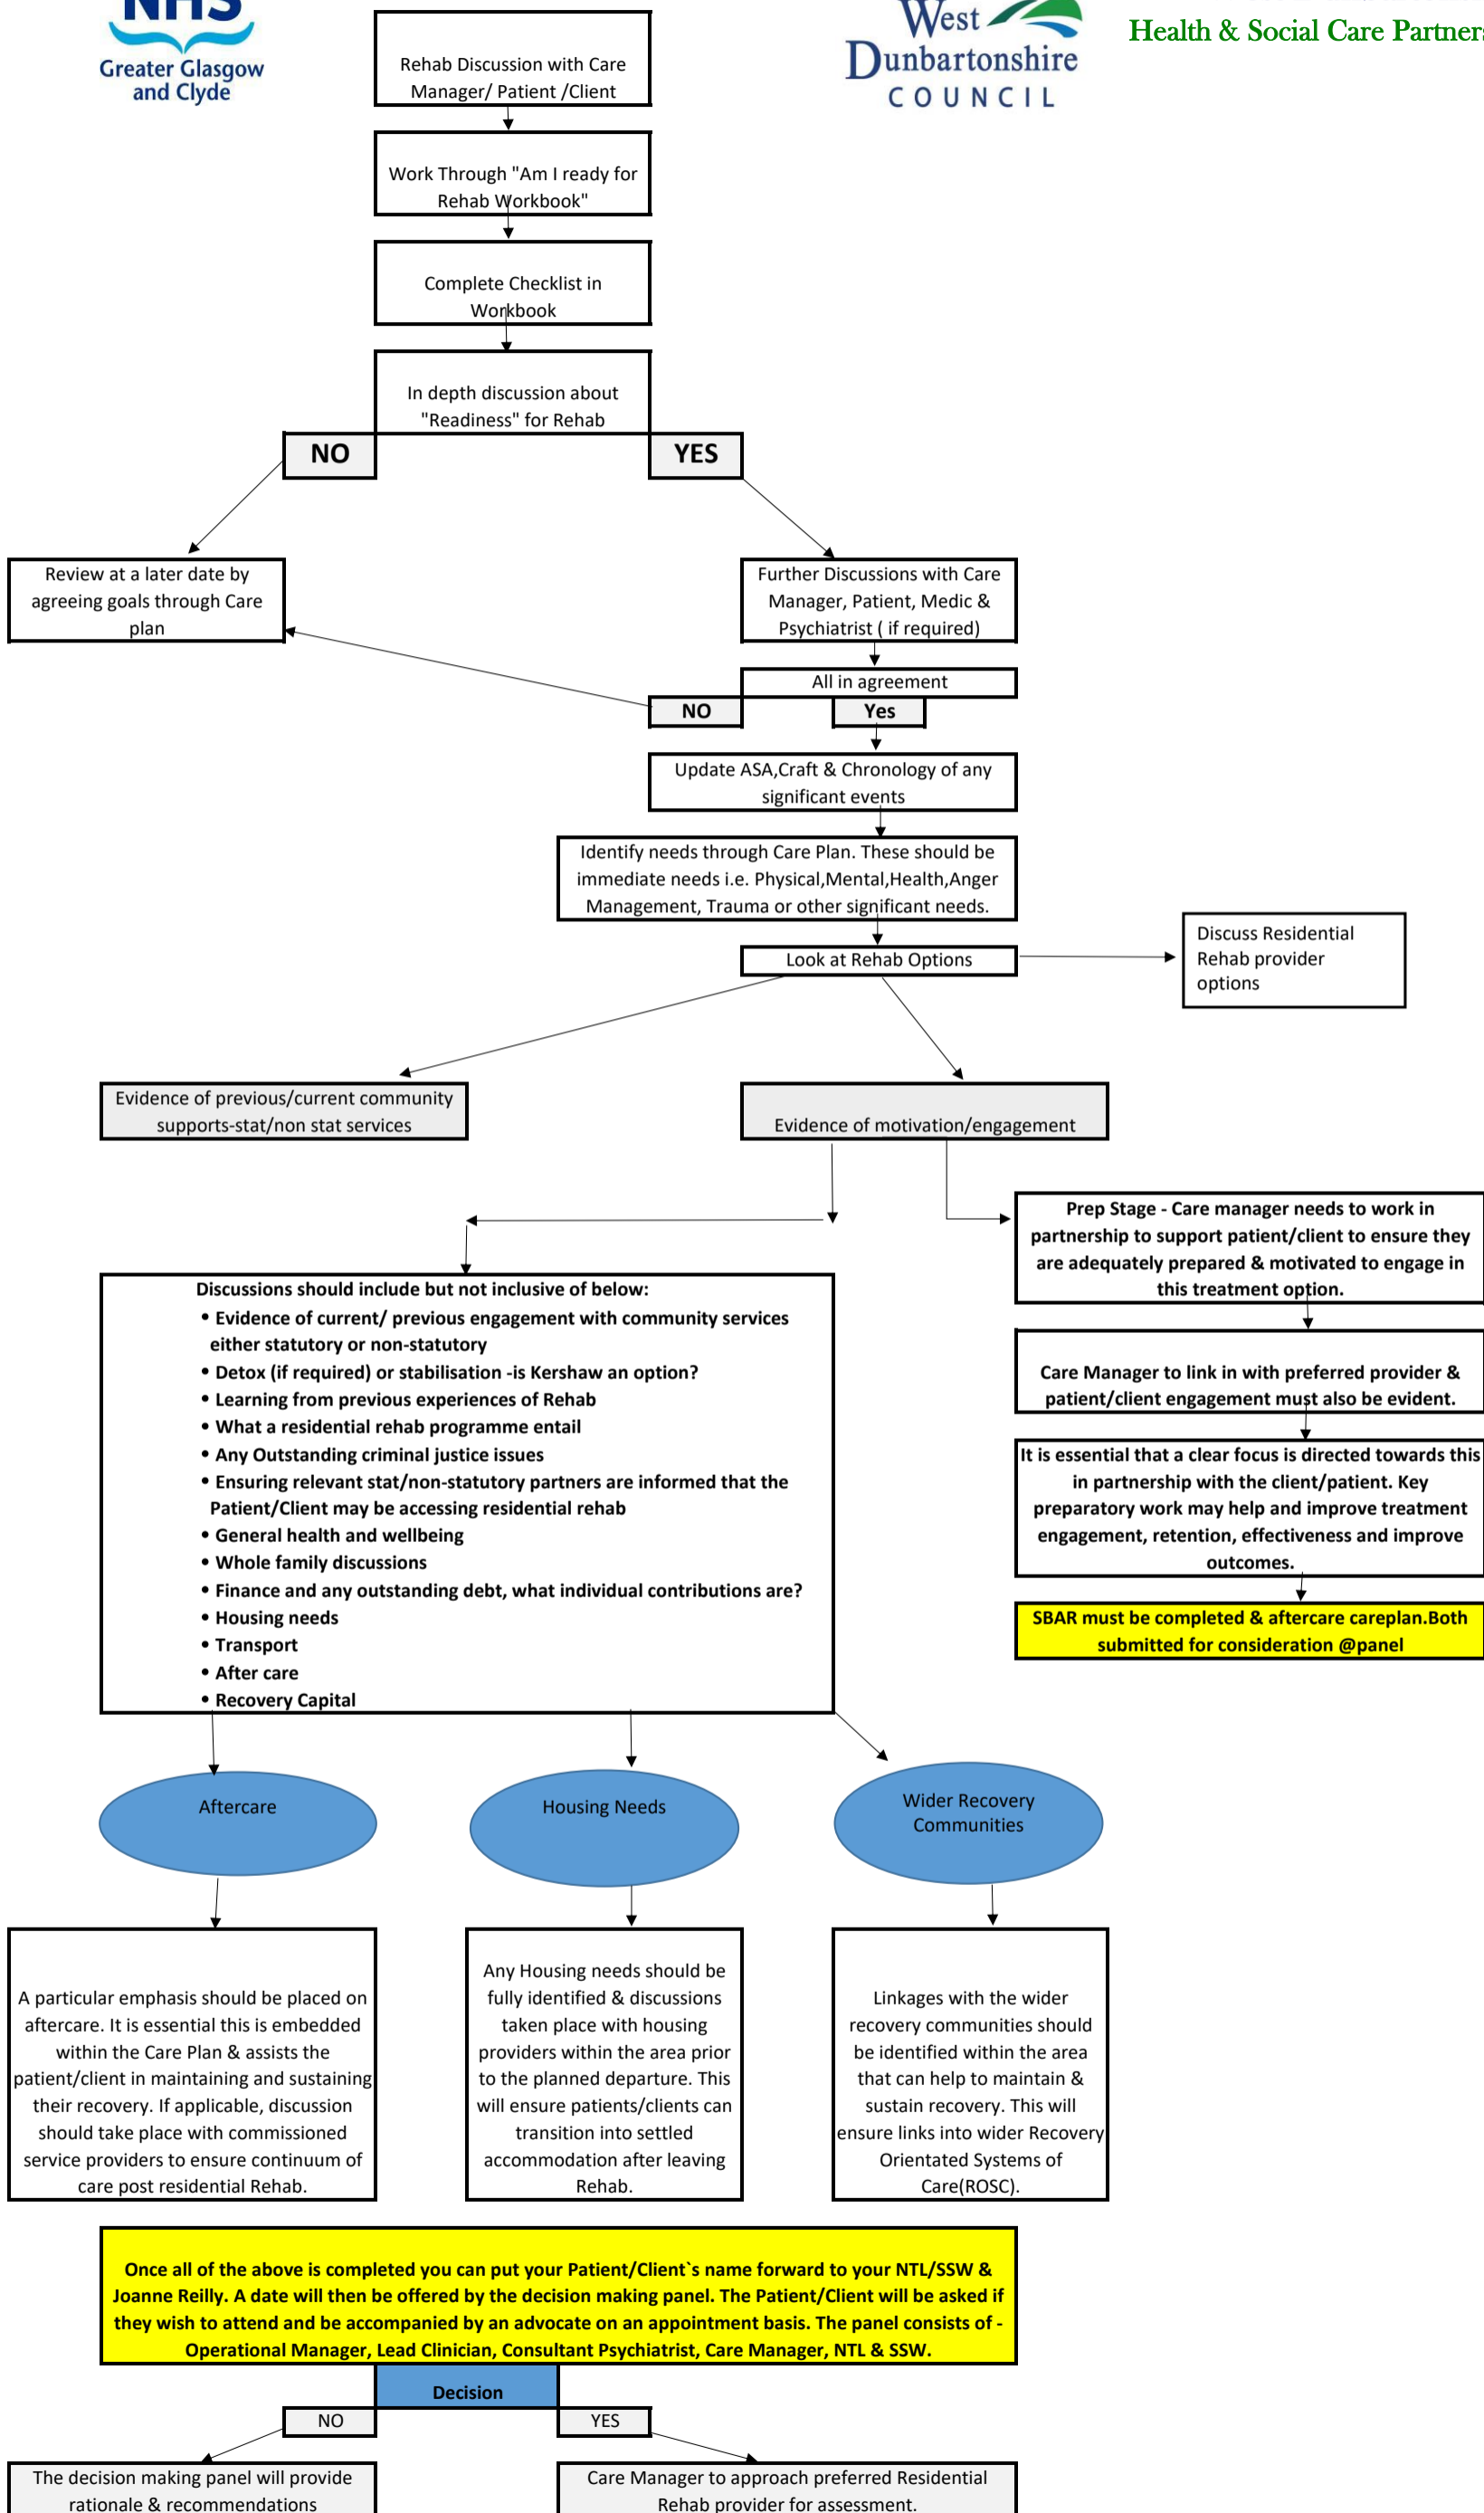 NHS
Greater Glasgow
and Clyde
West
Dunbartonshire
COUNCIL
Health & Social Care Partners
Rehab Discussion with Care
Manager/ Patient /Client
Work Through "Am I ready for
Rehab Workbook"
Complete Checklist in
Workbook
In depth discussion about
"Readiness" for Rehab
NO
YES
Review at a later date by
agreeing goals through Care
plan
Further Discussions with Care
Manager, Patient, Medic &
Psychiatrist ( if required)
All in agreement
NO
Yes
Update ASA,Craft & Chronology of any
significant events
Identify needs through Care Plan. These should be
immediate needs i.e. Physical,Mental,Health,Anger
Management, Trauma or other significant needs.
Look at Rehab Options
Discuss Residential
Rehab provider
options
Evidence of previous/current community
supports-stat/non stat services
Evidence of motivation/engagement
Prep Stage - Care manager needs to work in
partnership to support patient/client to ensure they
are adequately prepared & motivated to engage in
this treatment option.
Care Manager to link in with preferred provider &
patient/client engagement must also be evident.
It is essential that a clear focus is directed towards this
in partnership with the client/patient. Key
preparatory work may help and improve treatment
engagement, retention, effectiveness and improve
outcomes.
SBAR must be completed & aftercare careplan.Both
submitted for consideration @panel
Discussions should include but not inclusive of below:
• Evidence of current/ previous engagement with community services
either statutory or non-statutory
• Detox (if required) or stabilisation -is Kershaw an option?
• Learning from previous experiences of Rehab
• What a residential rehab programme entail
• Any Outstanding criminal justice issues
• Ensuring relevant stat/non-statutory partners are informed that the
Patient/Client may be accessing residential rehab
• General health and wellbeing
• Whole family discussions
• Finance and any outstanding debt, what individual contributions are?
• Housing needs
• Transport
• After care
• Recovery Capital
Aftercare
Housing Needs
Wider Recovery
Communities
A particular emphasis should be placed on
aftercare. It is essential this is embedded
within the Care Plan & assists the
patient/client in maintaining and sustaining
their recovery. If applicable, discussion
should take place with commissioned
service providers to ensure continuum of
care post residential Rehab.
Any Housing needs should be
fully identified & discussions
taken place with housing
providers within the area prior
to the planned departure. This
will ensure patients/clients can
transition into settled
accommodation after leaving
Rehab.
Linkages with the wider
recovery communities should
be identified within the area
that can help to maintain &
sustain recovery. This will
ensure links into wider Recovery
Orientated Systems of
Care(ROSC).
Once all of the above is completed you can put your Patient/Client`s name forward to your NTL/SSW &
Joanne Reilly. A date will then be offered by the decision making panel. The Patient/Client will be asked if
they wish to attend and be accompanied by an advocate on an appointment basis. The panel consists of -
Operational Manager, Lead Clinician, Consultant Psychiatrist, Care Manager, NTL & SSW.
Decision
NO
YES
The decision making panel will provide
rationale & recommendations
Care Manager to approach preferred Residential
Rehab provider for assessment.